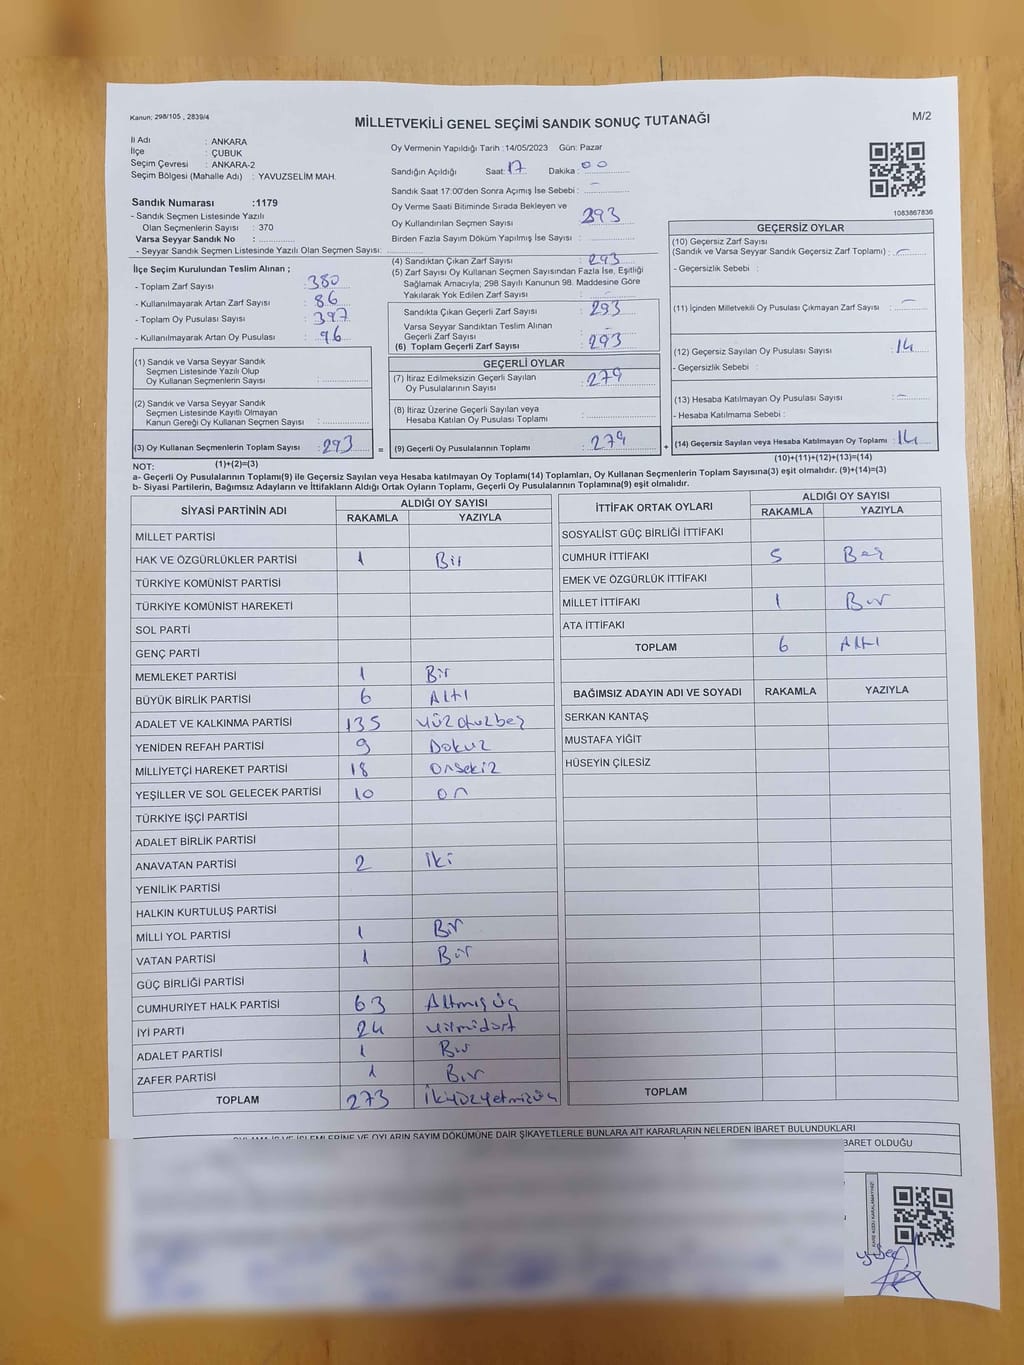 Kanun: 298/105 , 2839/4
MİLLETVEKİLİ GENEL SEÇİMİ SANDIK SONUÇ TUTANAĞI
M/2
İl Adı : ANKARA
İlçe : ÇUBUK
Seçim Çevresi : ANKARA-2
Seçim Bölgesi (Mahalle Adı) : YAVUZSELİM MAH.
Oy Vermenin Yapıldığı Tarih :14/05/2023 Gün: Pazar
Sandığın Açıldığı Saat: 17 Dakika : 00
Sandık Saat 17:00'den Sonra Açımış İse Sebebi : –
Oy Verme Saati Bitiminde Sırada Bekleyen ve
Oy Kullandırılan Seçmen Sayısı 293
Birden Fazla Sayım Döküm Yapılmış İse Sayısı :
1083867836
Sandık Numarası :1179
- Sandık Seçmen Listesinde Yazılı
Olan Seçmenlerin Sayısı : 370
Varsa Seyyar Sandık No :
- Seyyar Sandık Seçmen Listesinde Yazılı Olan Seçmen Sayısı:
İlçe Seçim Kurulundan Teslim Alınan ;
- Toplam Zarf Sayısı : 380
- Kullanılmayarak Artan Zarf Sayısı : 86
- Toplam Oy Pusulası Sayısı : 397
- Kullanılmayarak Artan Oy Pusulası : 96
(4) Sandıktan Çıkan Zarf Sayısı : 293
(5) Zarf Sayısı Oy Kullanan Seçmen Sayısından Fazla İse, Eşitliği
Sağlamak Amacıyla; 298 Sayılı Kanunun 98. Maddesine Göre
Yakılarak Yok Edilen Zarf Sayısı : –
Sandıkta Çıkan Geçerli Zarf Sayısı : 293
Varsa Seyyar Sandıktan Teslim Alınan
Geçerli Zarf Sayısı : –
(6) Toplam Geçerli Zarf Sayısı : 293
GEÇERSİZ OYLAR
(10) Geçersiz Zarf Sayısı
(Sandık ve Varsa Seyyar Sandık Geçersiz Zarf Toplamı) : –
- Geçersizlik Sebebi :
(11) İçinden Milletvekili Oy Pusulası Çıkmayan Zarf Sayısı : –
(12) Geçersiz Sayılan Oy Pusulası Sayısı : 14
- Geçersizlik Sebebi :
(13) Hesaba Katılmayan Oy Pusulası Sayısı : –
- Hesaba Katılmama Sebebi :
(14) Geçersiz Sayılan veya Hesaba Katılmayan Oy Toplamı : 14
(10)+(11)+(12)+(13)=(14)
(1) Sandık ve Varsa Seyyar Sandık
Seçmen Listesinde Yazılı Olup
Oy Kullanan Seçmenlerin Sayısı :
(2) Sandık ve Varsa Seyyar Sandık
Seçmen Listesinde Kayıtlı Olmayan
Kanun Gereği Oy Kullanan Seçmen Sayısı :
(3) Oy Kullanan Seçmenlerin Toplam Sayısı : 293 =
(1)+(2)=(3)
GEÇERLİ OYLAR
(7) İtiraz Edilmeksizin Geçerli Sayılan
Oy Pusulalarının Sayısı : 279
(8) İtiraz Üzerine Geçerli Sayılan veya
Hesaba Katılan Oy Pusulası Toplamı :
(9) Geçerli Oy Pusulalarının Toplamı : 279 +
NOT:
a- Geçerli Oy Pusulaları Toplamı(9) ile Geçersiz Sayılan veya Hesaba katılmayan Oy Toplamı(14) Toplamları, Oy Kullanan Seçmenlerin Toplam Sayısına(3) eşit olmalıdır. (9)+(14)=(3)
b- Siyasi Partilerin, Bağımsız Adayların ve İttifakların Aldığı Ortak Oyların Toplamı, Geçerli Oy Pusulalarının Toplamına(9) eşit olmalıdır.
SİYASİ PARTİNİN ADI ALDIĞI OY SAYISI
RAKAMLA YAZIYLA
MİLLET PARTİSİ
HAK VE ÖZGÜRLÜKLER PARTİSİ 1 Bir
TÜRKİYE KOMÜNİST PARTİSİ
TÜRKİYE KOMÜNİST HAREKETİ
SOL PARTİ
GENÇ PARTİ
MEMLEKET PARTİSİ 1 Bir
BÜYÜK BİRLİK PARTİSİ 6 Altı
ADALET VE KALKINMA PARTİSİ 135 Yüzotuzbeş
YENİDEN REFAH PARTİSİ 9 Dokuz
MİLLİYETÇİ HAREKET PARTİSİ 18 Onsekiz
YEŞİLLER VE SOL GELECEK PARTİSİ 10 on
TÜRKİYE İŞÇİ PARTİSİ
ADALET BİRLİK PARTİSİ
ANAVATAN PARTİSİ 2 iki
YENİLİK PARTİSİ
HALKIN KURTULUŞ PARTİSİ
MİLLİ YOL PARTİSİ 1 Bir
VATAN PARTİSİ 1 Bir
GÜÇ BİRLİĞİ PARTİSİ
CUMHURİYET HALK PARTİSİ 63 Altmışüç
İYİ PARTİ 24 Yirmidört
ADALET PARTİSİ 1 Bir
ZAFER PARTİSİ 1 Bir
TOPLAM 273 İkiyüzyetmişüç
İTTİFAK ORTAK OYLARI ALDIĞI OY SAYISI
RAKAMLA YAZIYLA
SOSYALİST GÜÇ BİRLİĞİ İTTİFAKI
CUMHUR İTTİFAKI 5 Beş
EMEK VE ÖZGÜRLÜK İTTİFAKI
MİLLET İTTİFAKI 1 Bir
ATA İTTİFAKI
TOPLAM 6 Altı
BAĞIMSIZ ADAYIN ADI VE SOYADI RAKAMLA YAZIYLA
SERKAN KANTAŞ
MUSTAFA YİĞİT
HÜSEYİN ÇİLESİZ
TOPLAM
OYLAMA İŞ VE İŞLEMLERİNE VE OYLARIN SAYIM DÖKÜMÜNE DAİR ŞİKAYETLERLE BUNLARA AİT KARARLARIN NELERDEN İBARET BULUNDUKLARI
BARET OLDUĞU